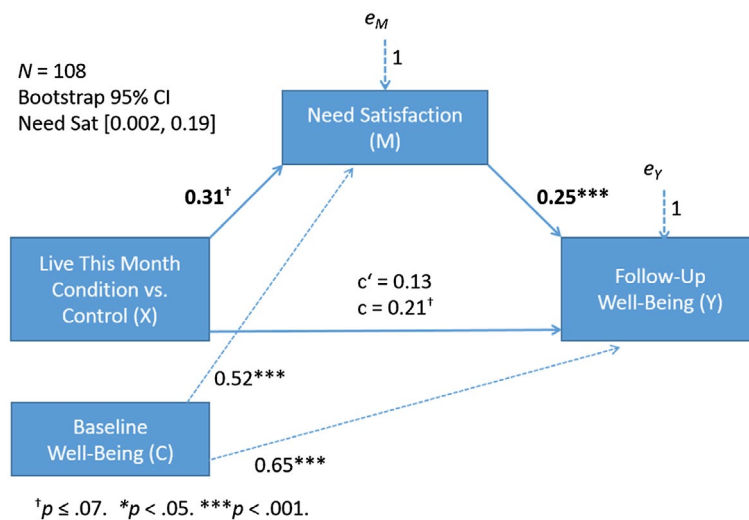 e_M
1
N = 108
Bootstrap 95% CI
Need Sat [0.002, 0.19]
Need Satisfaction
(M)
0.31†
0.25***
e_Y
1
Live This Month
Condition vs.
Control (X)
c‘ = 0.13
c = 0.21†
Follow-Up
Well-Being (Y)
0.52***
Baseline
Well-Being (C)
0.65***
†p ≤ .07.  *p < .05. ***p < .001.